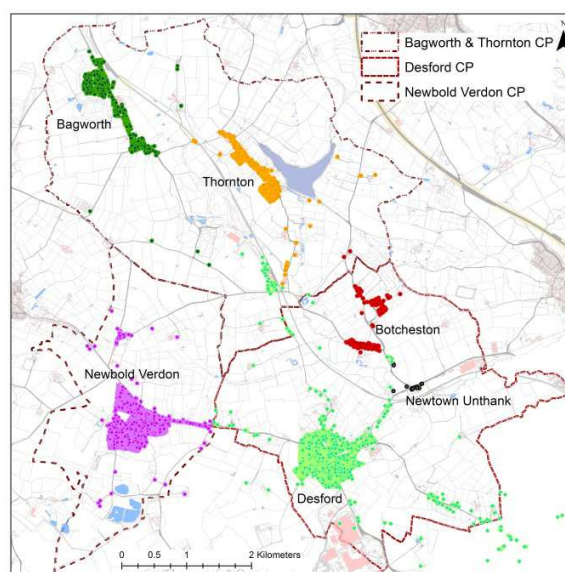 N
Bagworth & Thornton CP
Desford CP
Newbold Verdon CP
Bagworth
Thornton
Botcheston
Newbold Verdon
Newtown Unthank
Desford
0 0.5 1 2 Kilometers